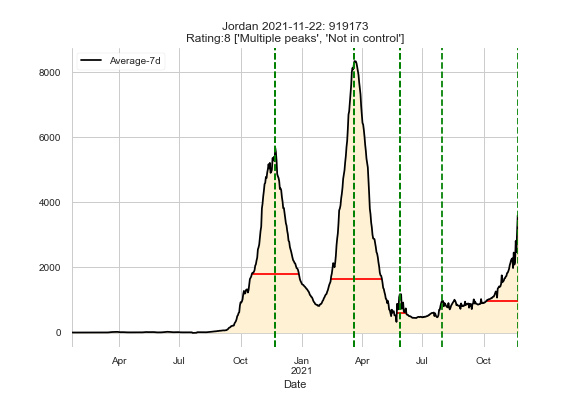 Jordan 2021-11-22: 919173
Rating:8 ['Multiple peaks', 'Not in control']
Average-7d
8000
6000
4000
2000
0
Apr Jul Oct Jan Apr Jul Oct
2021
Date